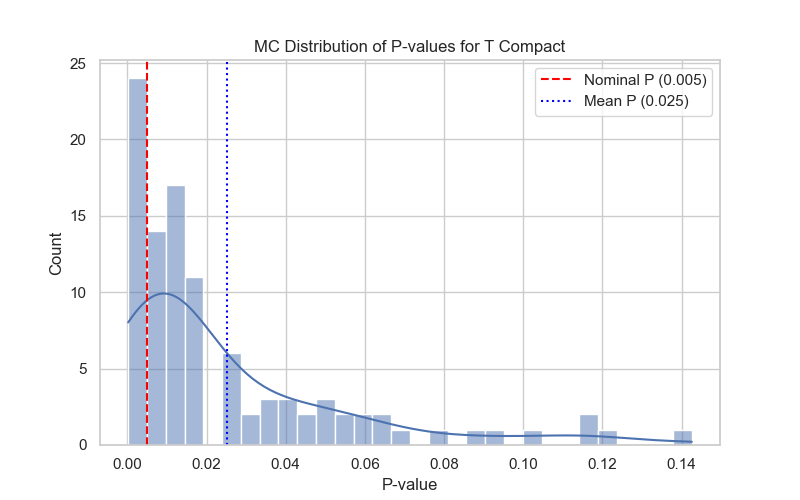 MC Distribution of P-values for T Compact
Nominal P (0.005)
Mean P (0.025)
25
20
15
10
5
0
Count
0.00 0.02 0.04 0.06 0.08 0.10 0.12 0.14
P-value